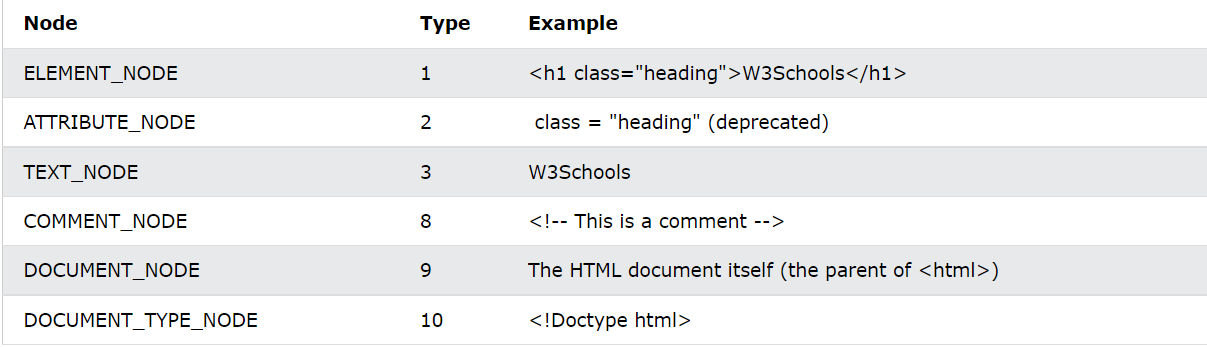 Node Type Example
ELEMENT_NODE 1 <h1 class="heading">W3Schools</h1>
ATTRIBUTE_NODE 2 class = "heading" (deprecated)
TEXT_NODE 3 W3Schools
COMMENT_NODE 8 <!-- This is a comment -->
DOCUMENT_NODE 9 The HTML document itself (the parent of <html>)
DOCUMENT_TYPE_NODE 10 <!Doctype html>